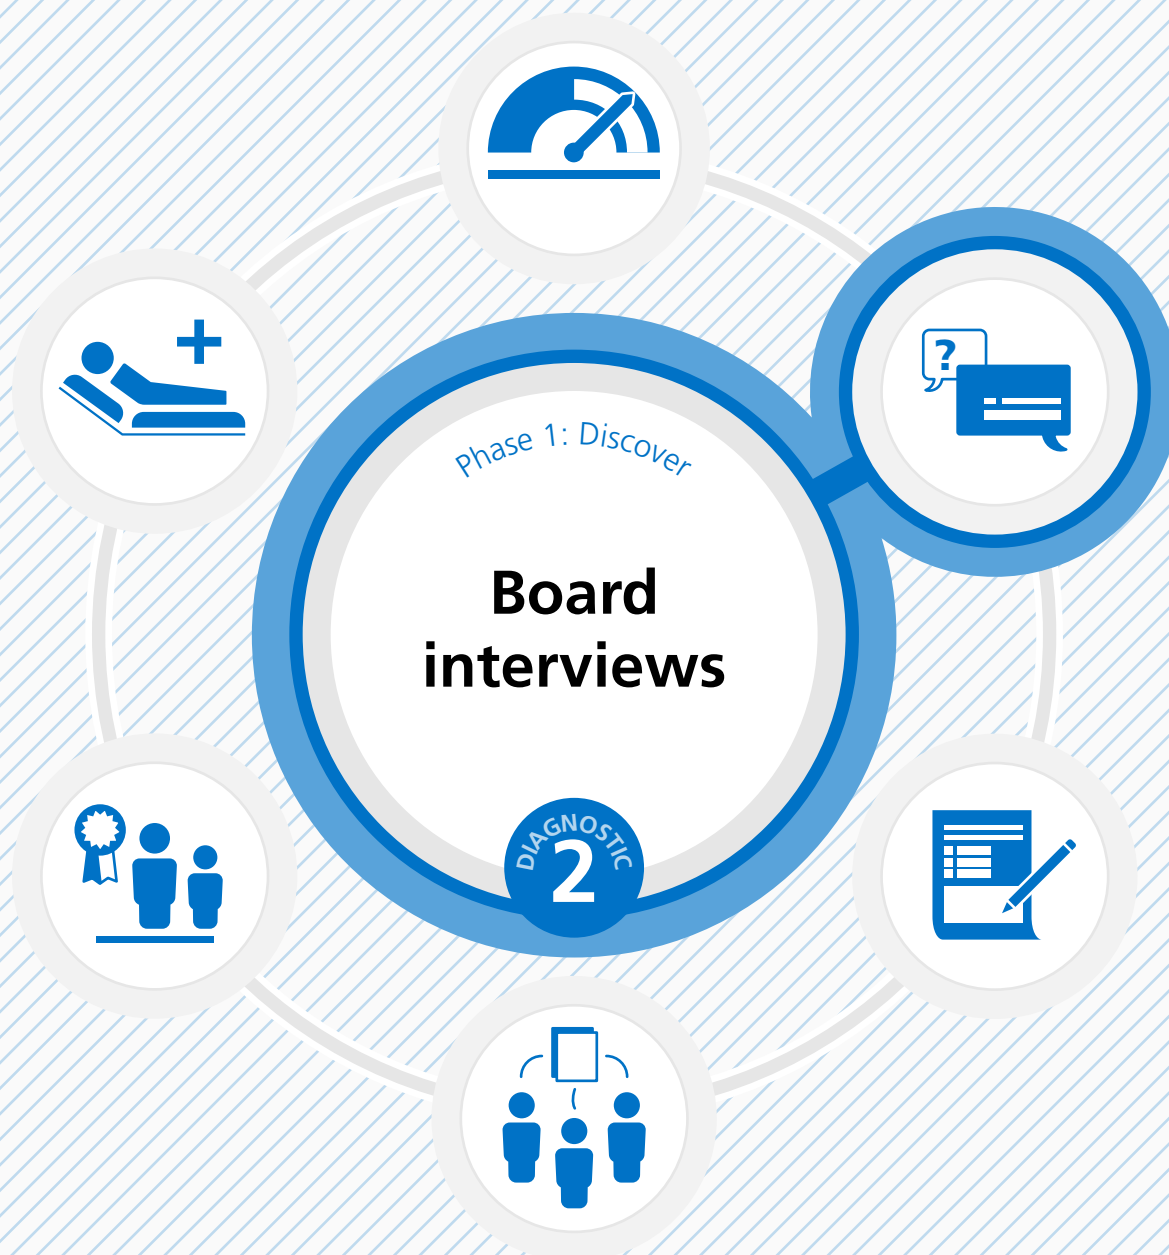 ?
Phase 1: Discover
Board
interviews
DIAGNOSTIC
2